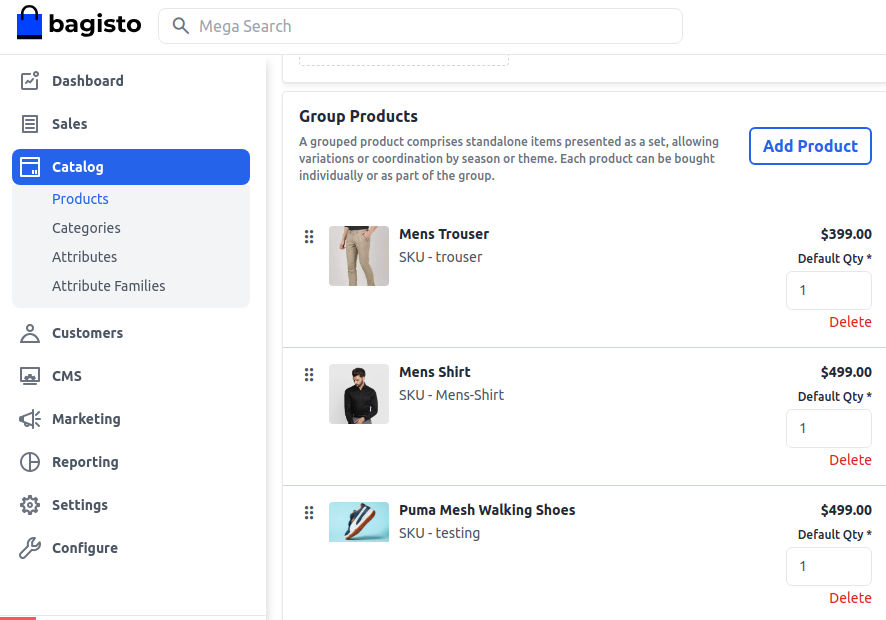 bagisto
Mega Search
Dashboard
Sales
Catalog
Products
Categories
Attributes
Attribute Families
Customers
CMS
Marketing
Reporting
Settings
Configure
Group Products
A grouped product comprises standalone items presented as a set, allowing
variations or coordination by season or theme. Each product can be bought
individually or as part of the group.
Add Product
Mens Trouser
SKU - trouser
$399.00
Default Qty *
1
Delete
Mens Shirt
SKU - Mens-Shirt
$499.00
Default Qty *
1
Delete
Puma Mesh Walking Shoes
SKU - testing
$499.00
Default Qty *
1
Delete